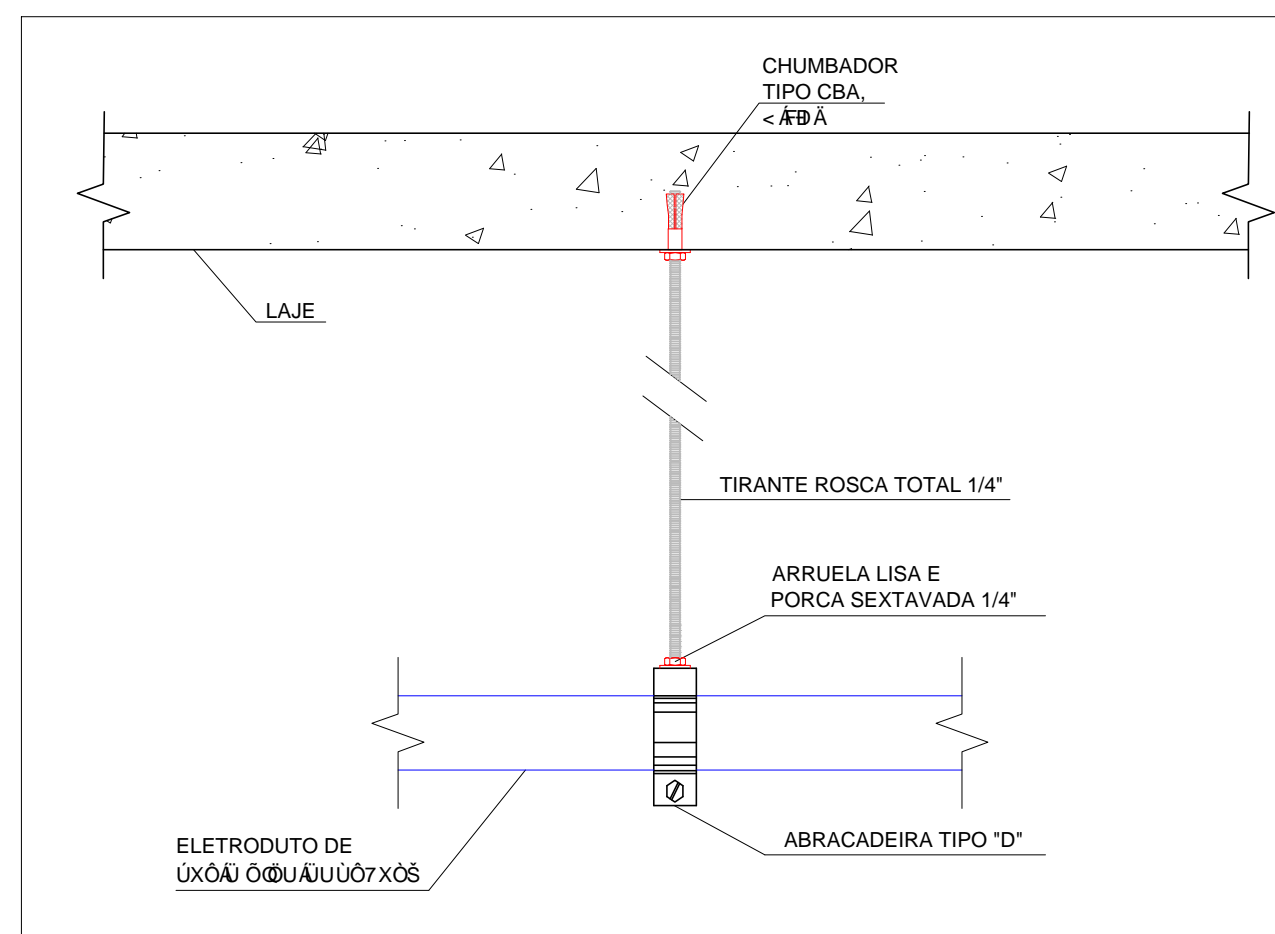 CHUMBADOR
TIPO CBA,
LAJE
TIRANTE ROSCA TOTAL 1/4"
ARRUELA LISA E
PORCA SEXTAVADA 1/4"
ELETRODUTO DE
ABRACADEIRA TIPO "D"